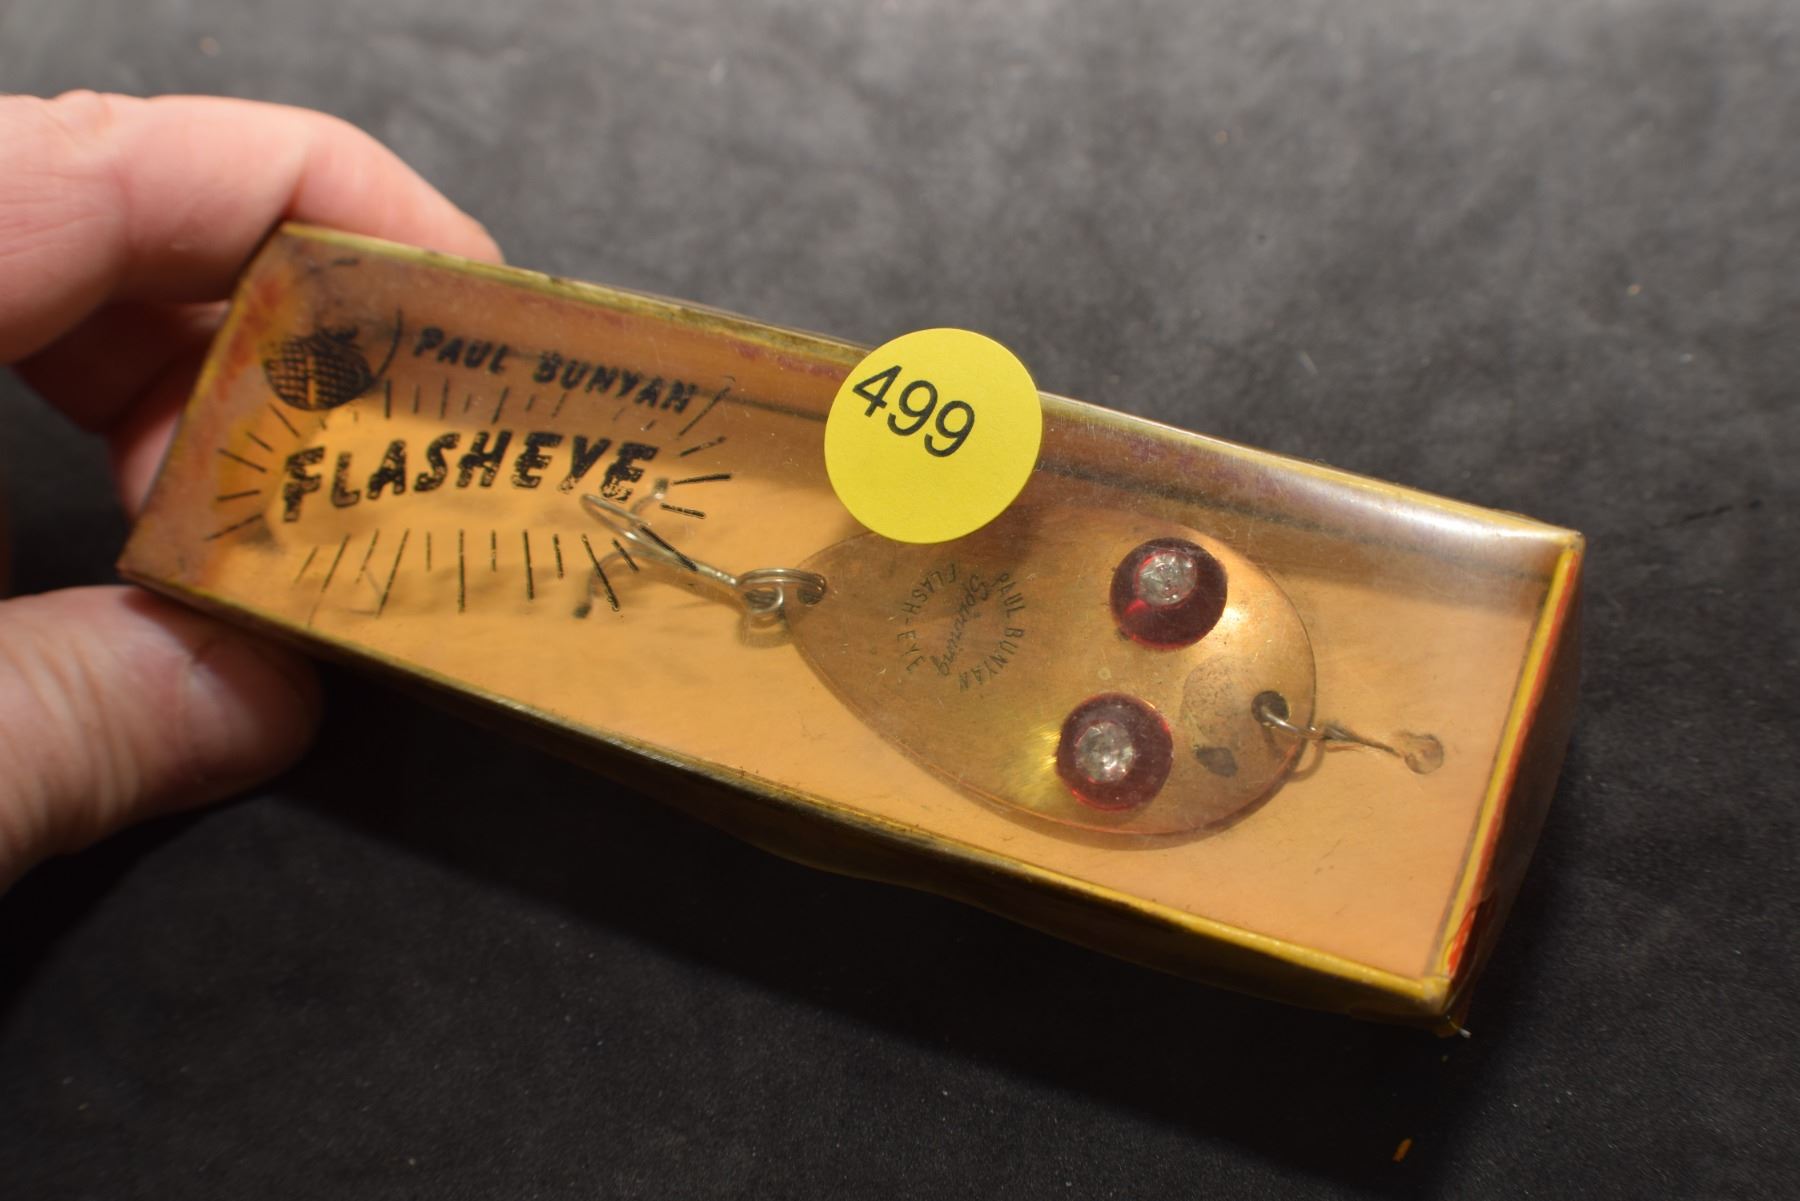 PAUL BUNYAN
FLASHEYE
499
PAUL BUNYAN
Spinning
FLASH-EYE